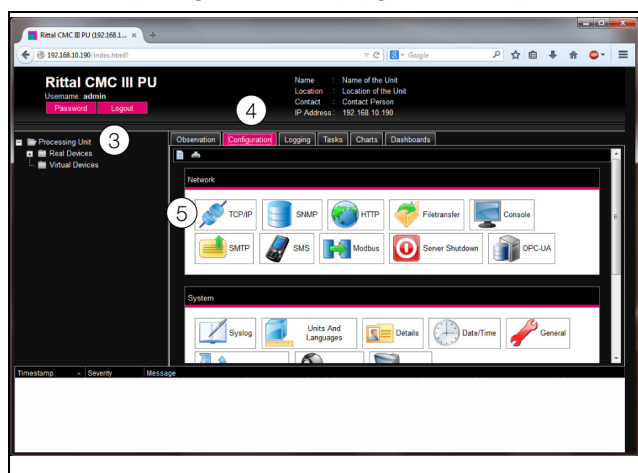 Rittal CMC III PU (192.168.1... ×
192.168.10.190/index.html?
Google
Rittal CMC III PU
Username: admin
Password Logout
Name : Name of the Unit
Location : Location of the Unit
Contact : Contact Person
IP Address: 192.168.10.190
4
3
Processing Unit
Real Devices
Virtual Devices
Observation Configuration Logging Tasks Charts Dashboards
Network
5
TCP/IP SNMP HTTP Filetransfer Console
SMTP SMS Modbus Server Shutdown OPC-UA
System
Syslog Units And Languages Details Date/Time General
Timestamp Severity Message